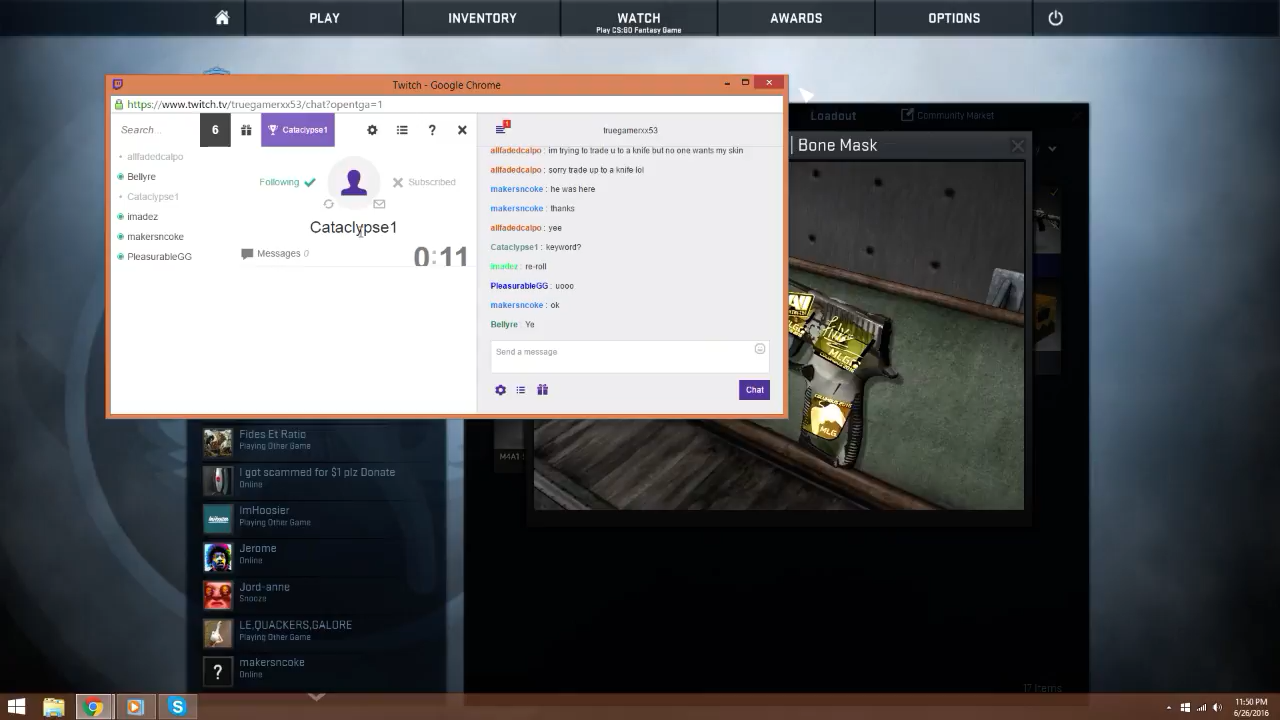 PLAY
INVENTORY
WATCH
Play CS:GO Fantasy Game
AWARDS
OPTIONS
Twitch - Google Chrome
https://www.twitch.tv/truegamerxx53/chat?opentga=1
Search...
6
Cataclypse1
?
allfadedcalpo
Bellyre
Cataclypse1
imadez
makersncoke
PleasurableGG
Following
Subscribed
Cataclypse1
Messages 0
0:11
1
truegamerxx53
allfadedcalpo : im trying to trade u to a knife but no one wants my skin
allfadedcalpo : sorry trade up to a knife lol
makersncoke : he was here
makersncoke : thanks
allfadedcalpo : yee
Cataclypse1 : keyword?
imadez : re-roll
PleasurableGG : uooo
makersncoke : ok
Bellyre : Ye
Send a message
Chat
Loadout
Community Market
| Bone Mask
MLG
MLG
M4A1
Fides Et Ratio
Playing Other Game
I got scammed for $1 plz Donate
Online
ImHoosier
Playing Other Game
Jerome
Online
Jord-anne
Snooze
LE,QUACKERS,GALORE
Playing Other Game
?
makersncoke
Online
17 items
11:50 PM
6/26/2016